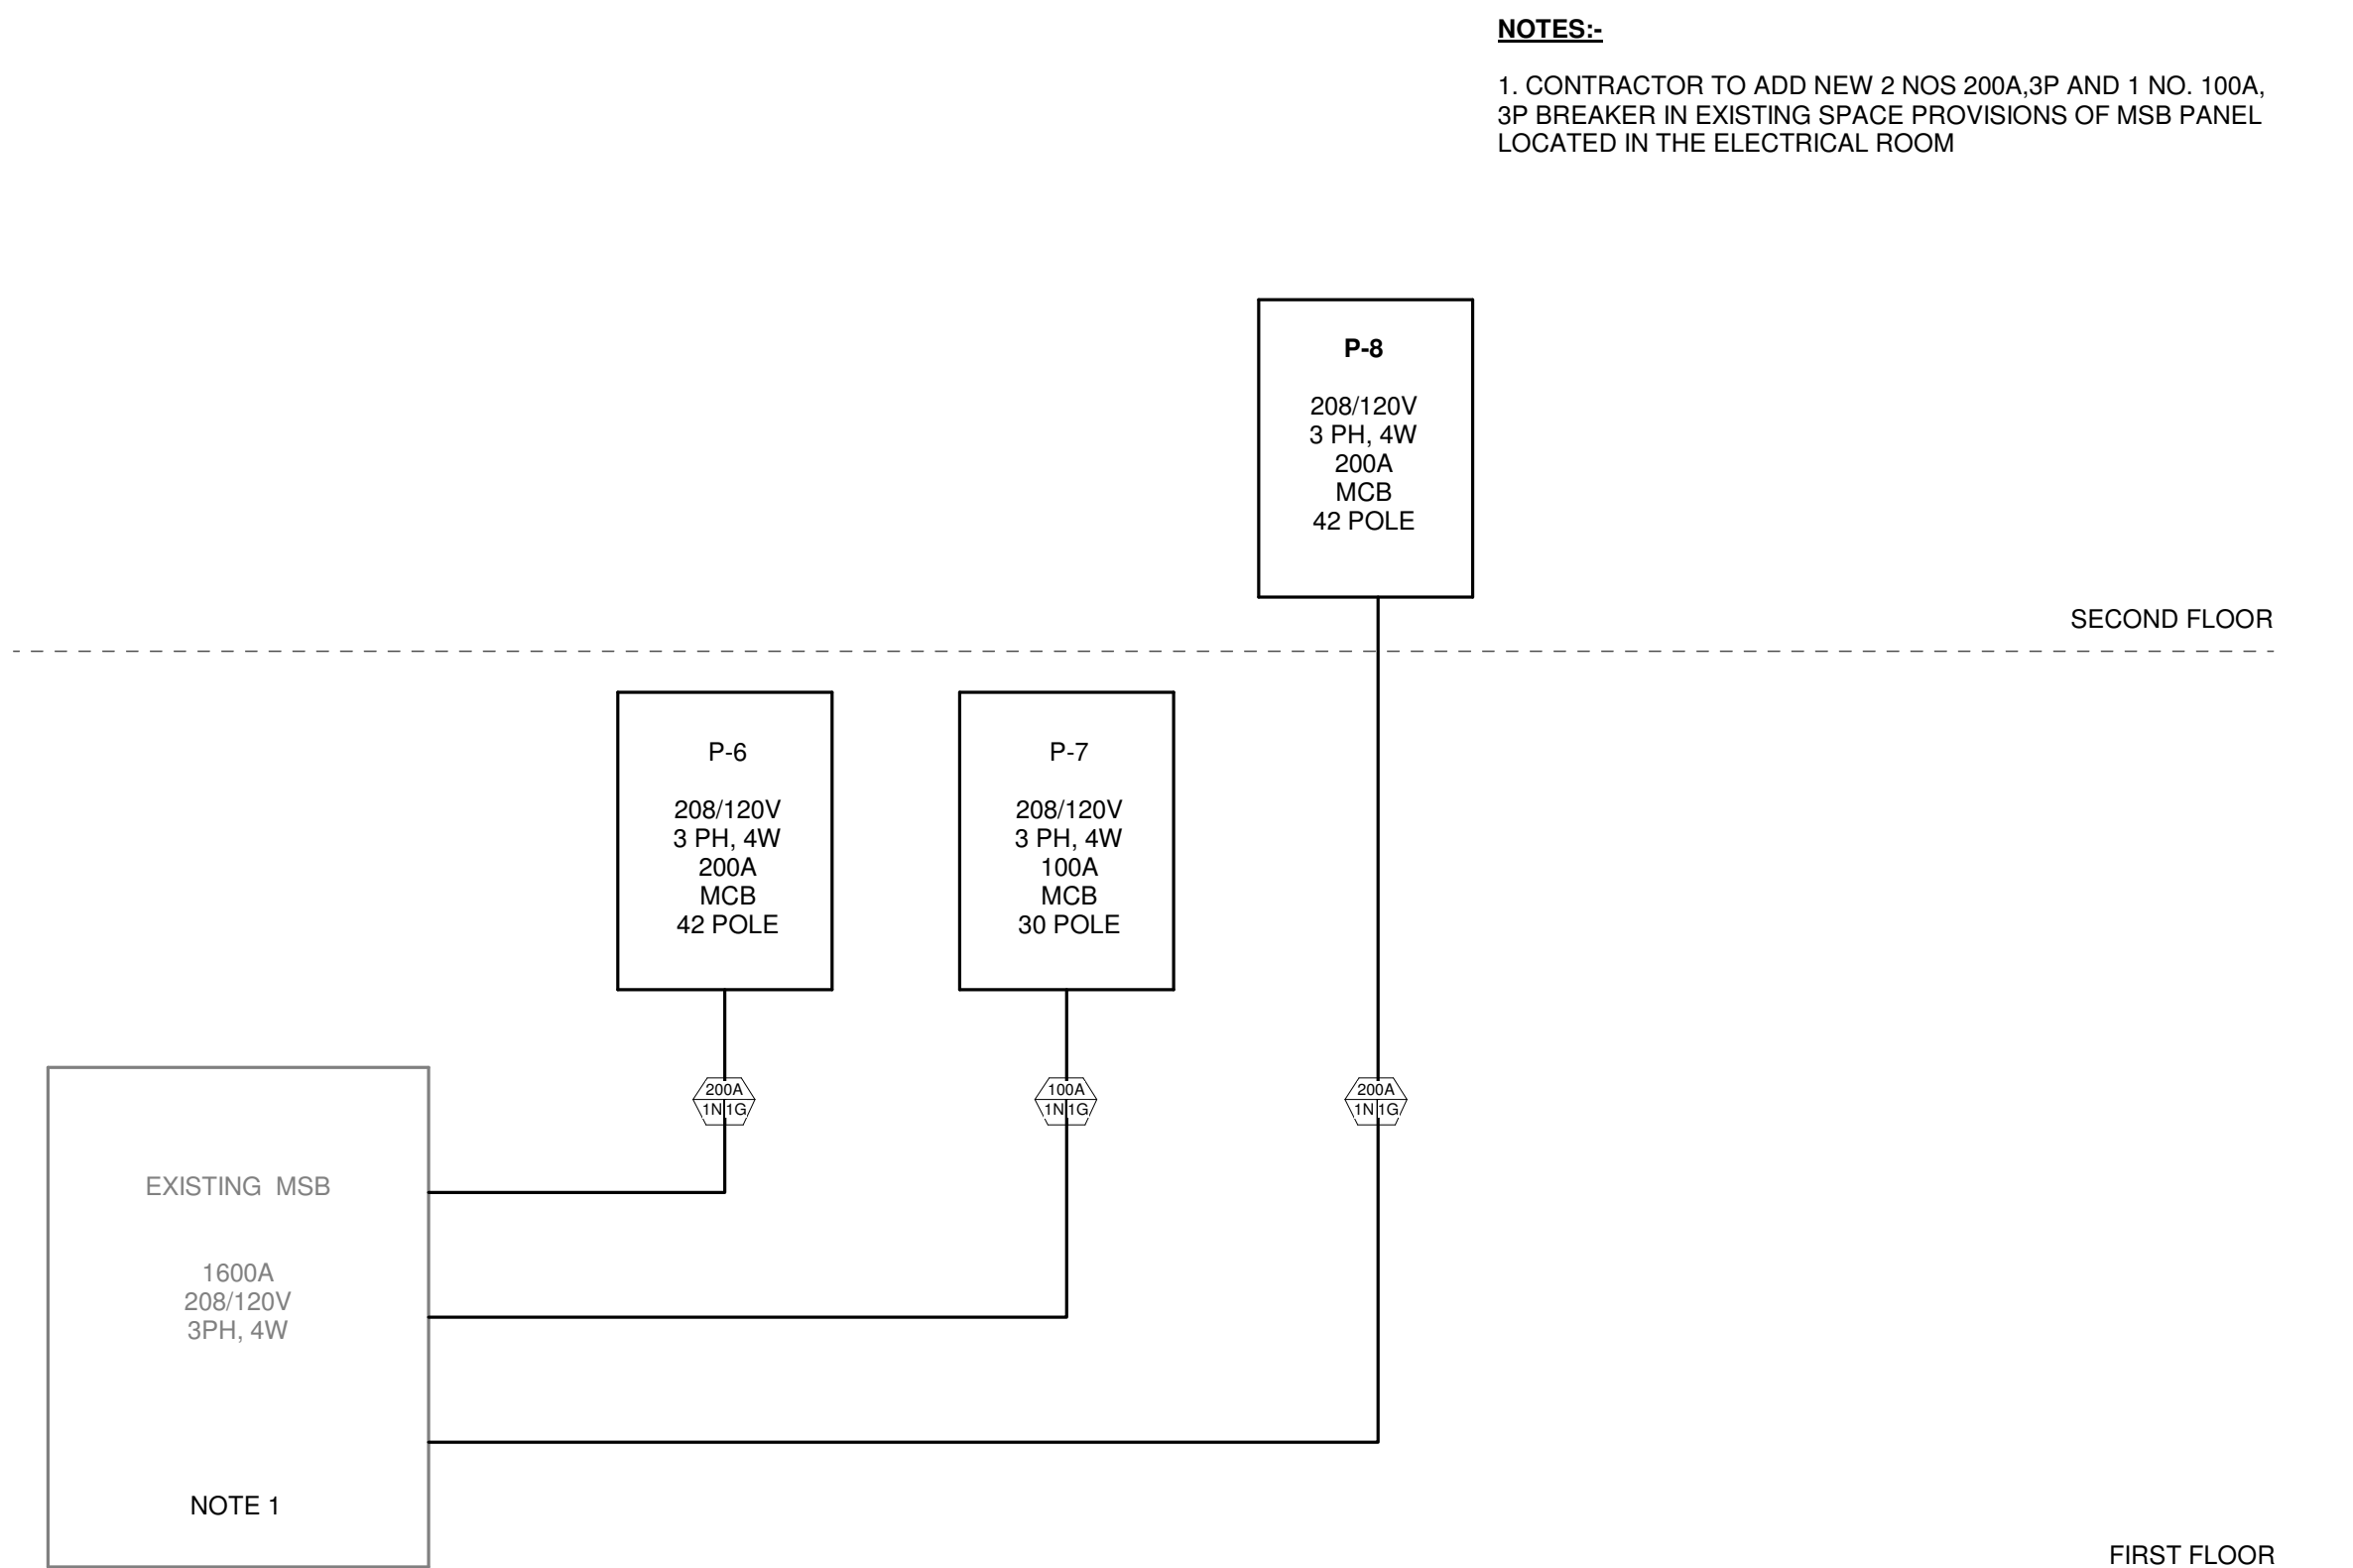 NOTES:-
1. CONTRACTOR TO ADD NEW 2 NOS 200A,3P AND 1 NO. 100A,
3P BREAKER IN EXISTING SPACE PROVISIONS OF MSB PANEL
LOCATED IN THE ELECTRICAL ROOM
P-8
208/120V
3 PH, 4W
200A
MCB
42 POLE
SECOND FLOOR
P-6
208/120V
3 PH, 4W
200A
MCB
42 POLE
P-7
208/120V
3 PH, 4W
100A
MCB
30 POLE
200A
1N 1G
100A
1N 1G
200A
1N 1G
EXISTING MSB
1600A
208/120V
3PH, 4W
NOTE 1
FIRST FLOOR